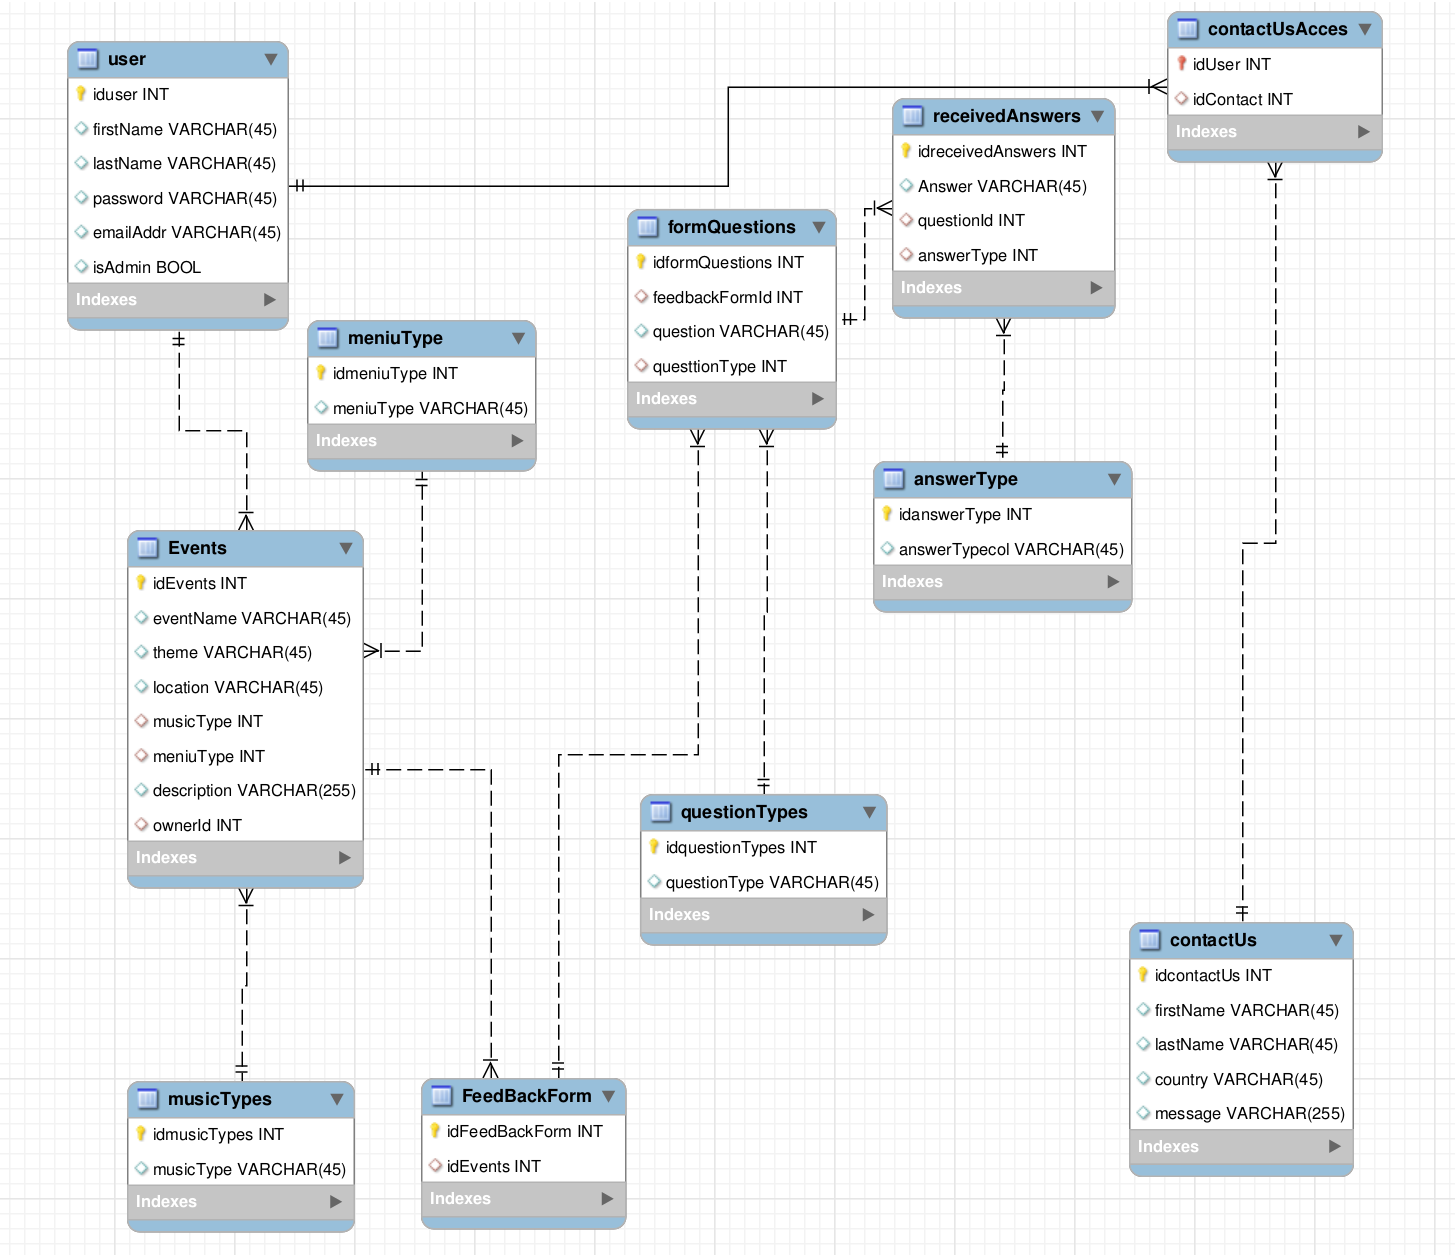 user
iduser INT
firstName VARCHAR(45)
lastName VARCHAR(45)
password VARCHAR(45)
emailAddr VARCHAR(45)
isAdmin BOOL
Indexes
contactUsAcces
idUser INT
idContact INT
Indexes
receivedAnswers
idreceivedAnswers INT
Answer VARCHAR(45)
questionId INT
answerType INT
Indexes
formQuestions
idformQuestions INT
feedbackFormId INT
question VARCHAR(45)
questtionType INT
Indexes
meniuType
idmeniuType INT
meniuType VARCHAR(45)
Indexes
answerType
idanswerType INT
answerTypecol VARCHAR(45)
Indexes
Events
idEvents INT
eventName VARCHAR(45)
theme VARCHAR(45)
location VARCHAR(45)
musicType INT
meniuType INT
description VARCHAR(255)
ownerId INT
Indexes
questionTypes
idquestionTypes INT
questionType VARCHAR(45)
Indexes
contactUs
idcontactUs INT
firstName VARCHAR(45)
lastName VARCHAR(45)
country VARCHAR(45)
message VARCHAR(255)
Indexes
musicTypes
idmusicTypes INT
musicType VARCHAR(45)
Indexes
FeedBackForm
idFeedBackForm INT
idEvents INT
Indexes